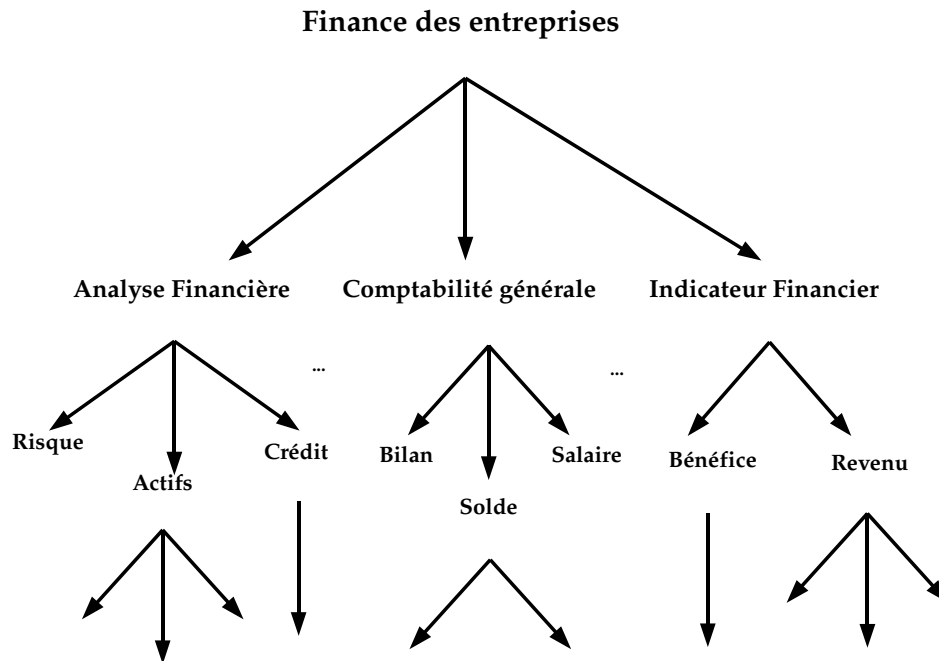 Finance des entreprises
Analyse Financière
Comptabilité générale
Indicateur Financier
...
...
Risque
Actifs
Crédit
Bilan
Solde
Salaire
Bénéfice
Revenu